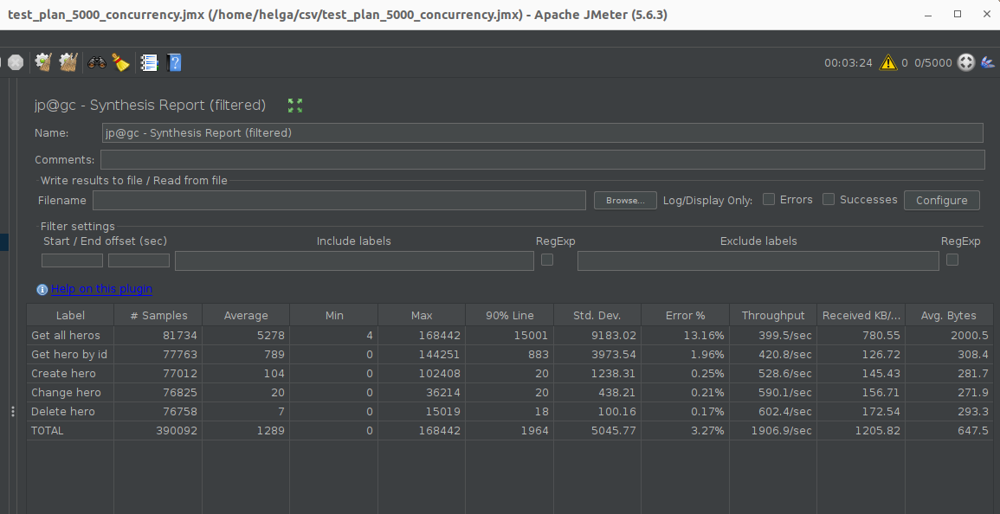 test_plan_5000_concurrency.jmx (/home/helga/csv/test_plan_5000_concurrency.jmx) - Apache JMeter (5.6.3)
00:03:24 0 0/5000
jp@gc - Synthesis Report (filtered)
Name: jp@gc - Synthesis Report (filtered)
Comments:
Write results to file / Read from file
Filename Browse... Log/Display Only: Errors Successes Configure
Filter settings
Start / End offset (sec) Include labels RegExp Exclude labels RegExp
Help on this plugin
Label # Samples Average Min Max 90% Line Std. Dev. Error % Throughput Received KB/... Avg. Bytes
Get all heros 81734 5278 4 168442 15001 9183.02 13.16% 399.5/sec 780.55 2000.5
Get hero by id 77763 789 0 144251 883 3973.54 1.96% 420.8/sec 126.72 308.4
Create hero 77012 104 0 102408 20 1238.31 0.25% 528.6/sec 145.43 281.7
Change hero 76825 20 0 36214 20 438.21 0.21% 590.1/sec 156.71 271.9
Delete hero 76758 7 0 15019 18 100.16 0.17% 602.4/sec 172.54 293.3
TOTAL 390092 1289 0 168442 1964 5045.77 3.27% 1906.9/sec 1205.82 647.5